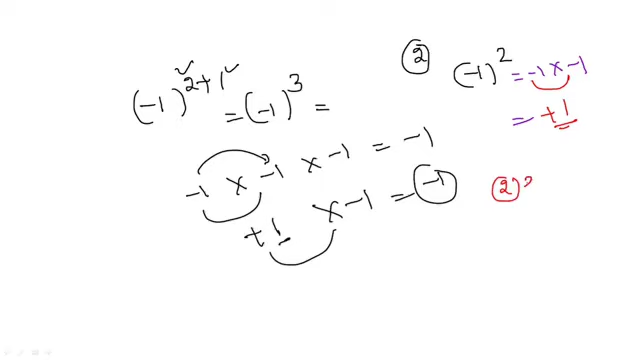 (-1)^2+1 = (-1)^3 =
-1 x -1 x -1 = -1
+1 x -1 = -1
2 (-1)^2 = -1 x -1
= +1
2